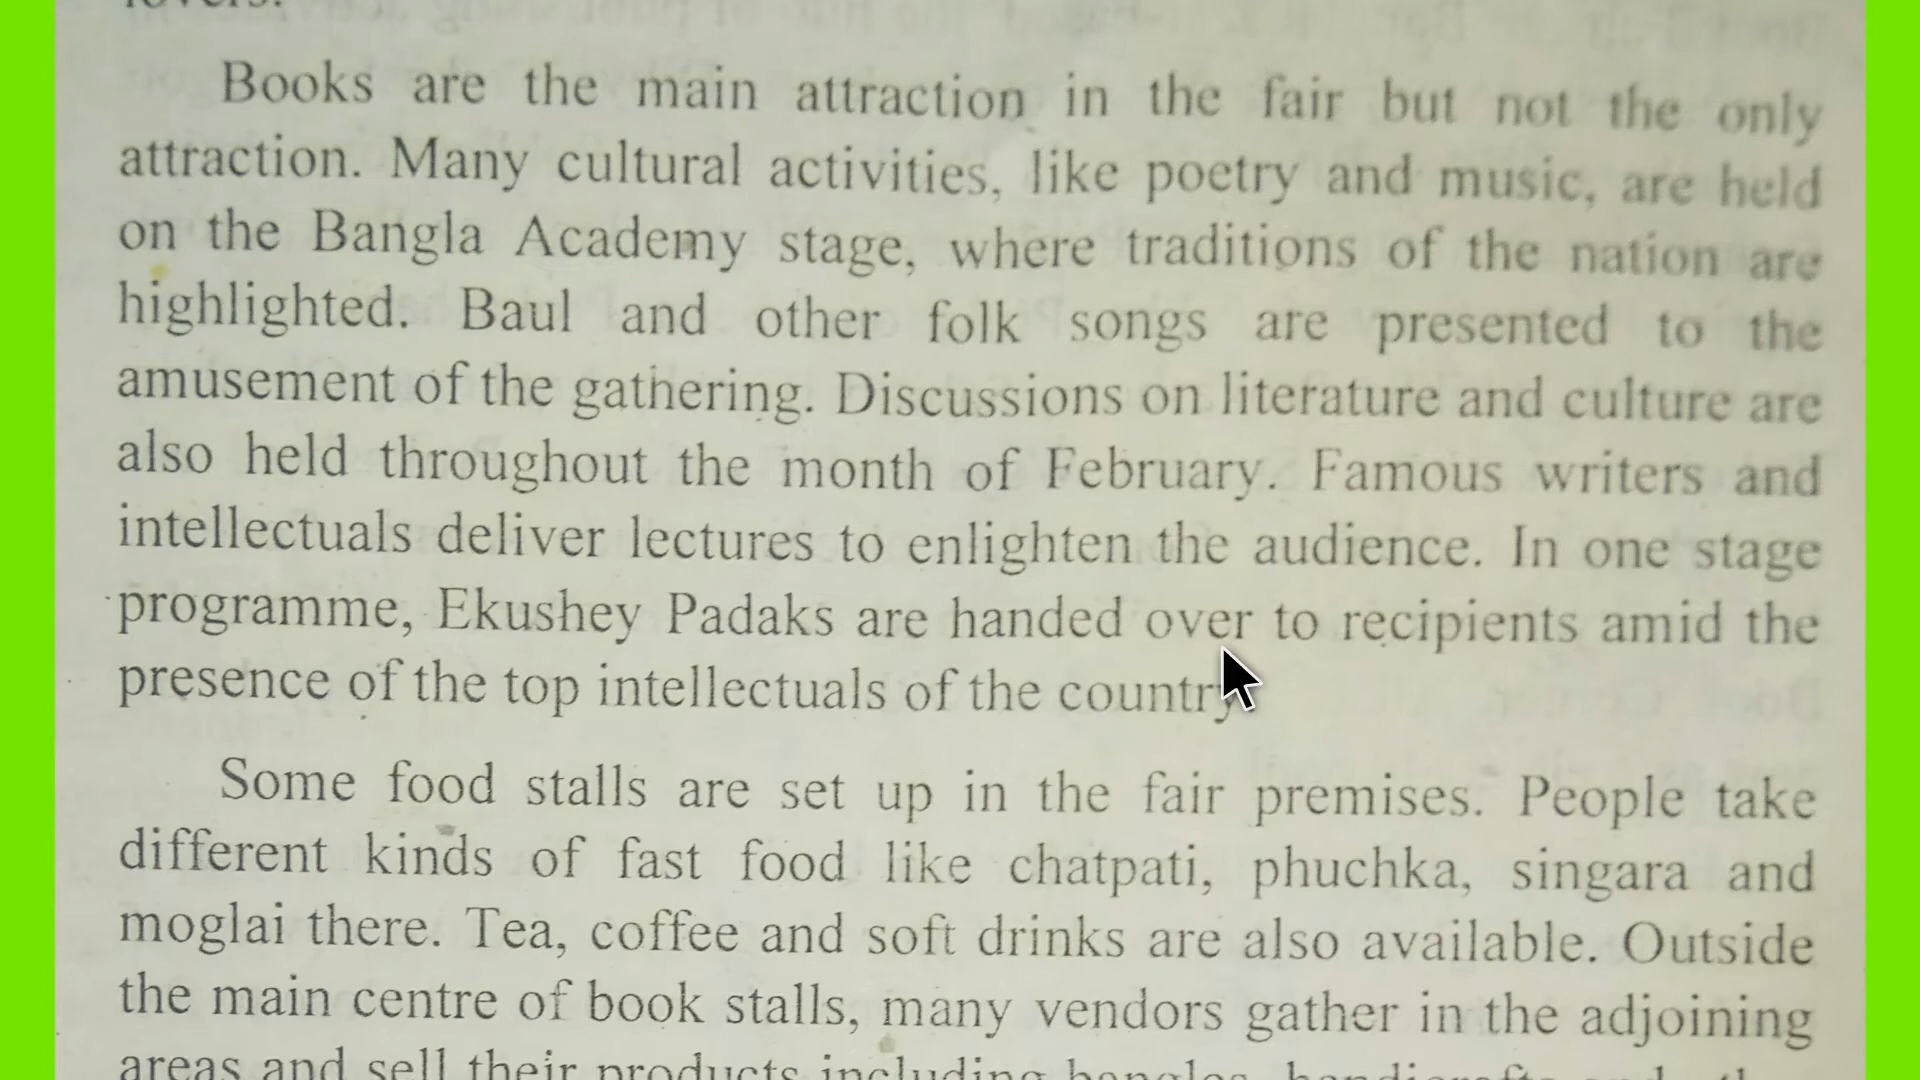 lovers.
Books are the main attraction in the fair but not the only
attraction. Many cultural activities, like poetry and music, are held
on the Bangla Academy stage, where traditions of the nation are
highlighted. Baul and other folk songs are presented to the
amusement of the gathering. Discussions on literature and culture are
also held throughout the month of February. Famous writers and
intellectuals deliver lectures to enlighten the audience. In one stage
programme, Ekushey Padaks are handed over to recipients amid the
presence of the top intellectuals of the country
Some food stalls are set up in the fair premises. People take
different kinds of fast food like chatpati, phuchka, singara and
moglai there. Tea, coffee and soft drinks are also available. Outside
the main centre of book stalls, many vendors gather in the adjoining
areas and sell their products including bangles, handicrafts